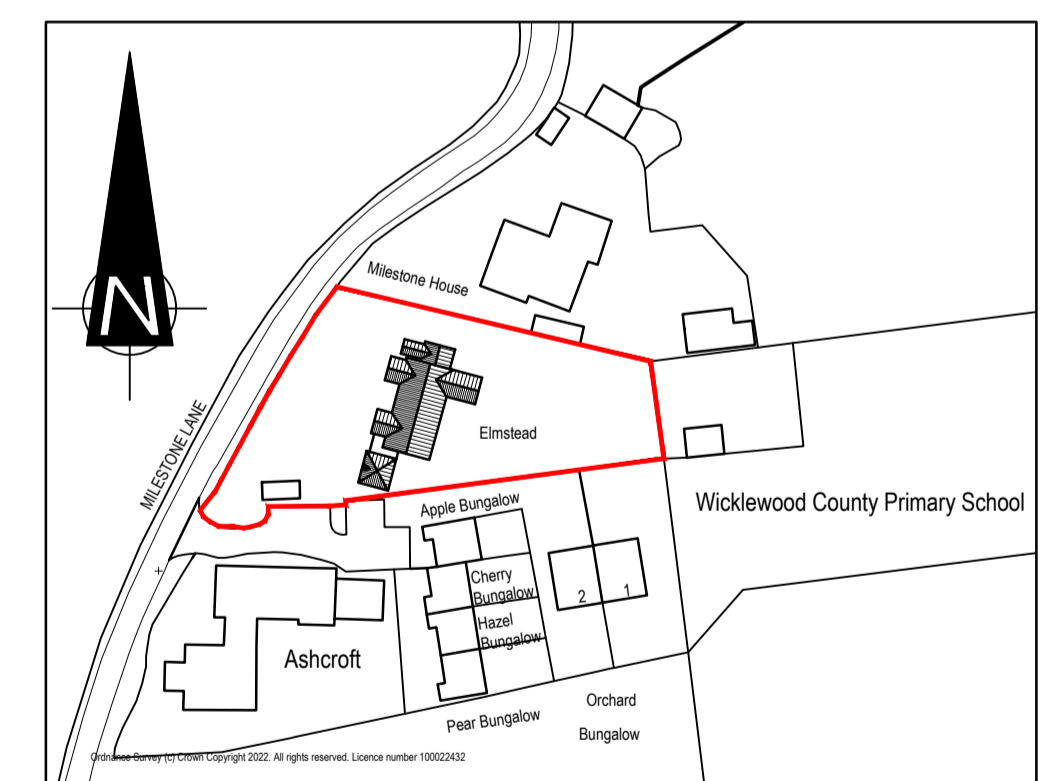 N
Milestone House
MILESTONE LANE
Elmstead
Wicklewood County Primary School
Apple Bungalow
Cherry
Bungalow
Hazel
Bungalow
2
1
Ashcroft
Pear Bungalow
Orchard
Bungalow
Ordnance Survey (c) Crown Copyright 2022. All rights reserved. Licence number 100022432